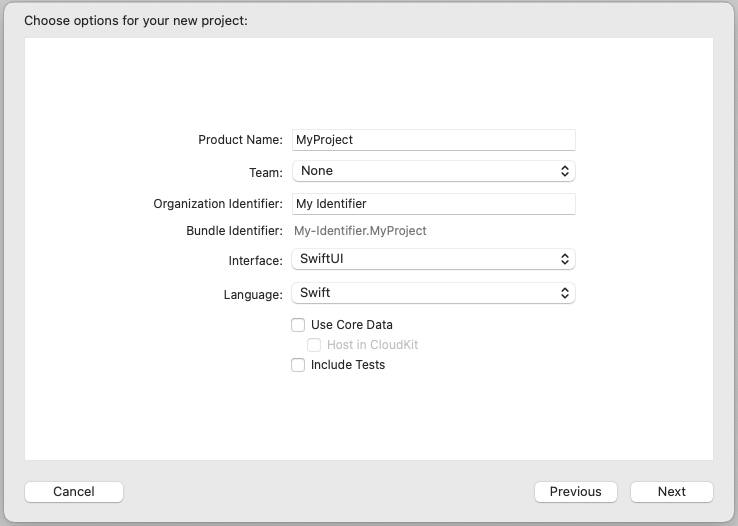 Choose options for your new project:
Product Name: MyProject
Team: None
Organization Identifier: My Identifier
Bundle Identifier: My-Identifier.MyProject
Interface: SwiftUI
Language: Swift
Use Core Data
Host in CloudKit
Include Tests
Cancel Previous Next